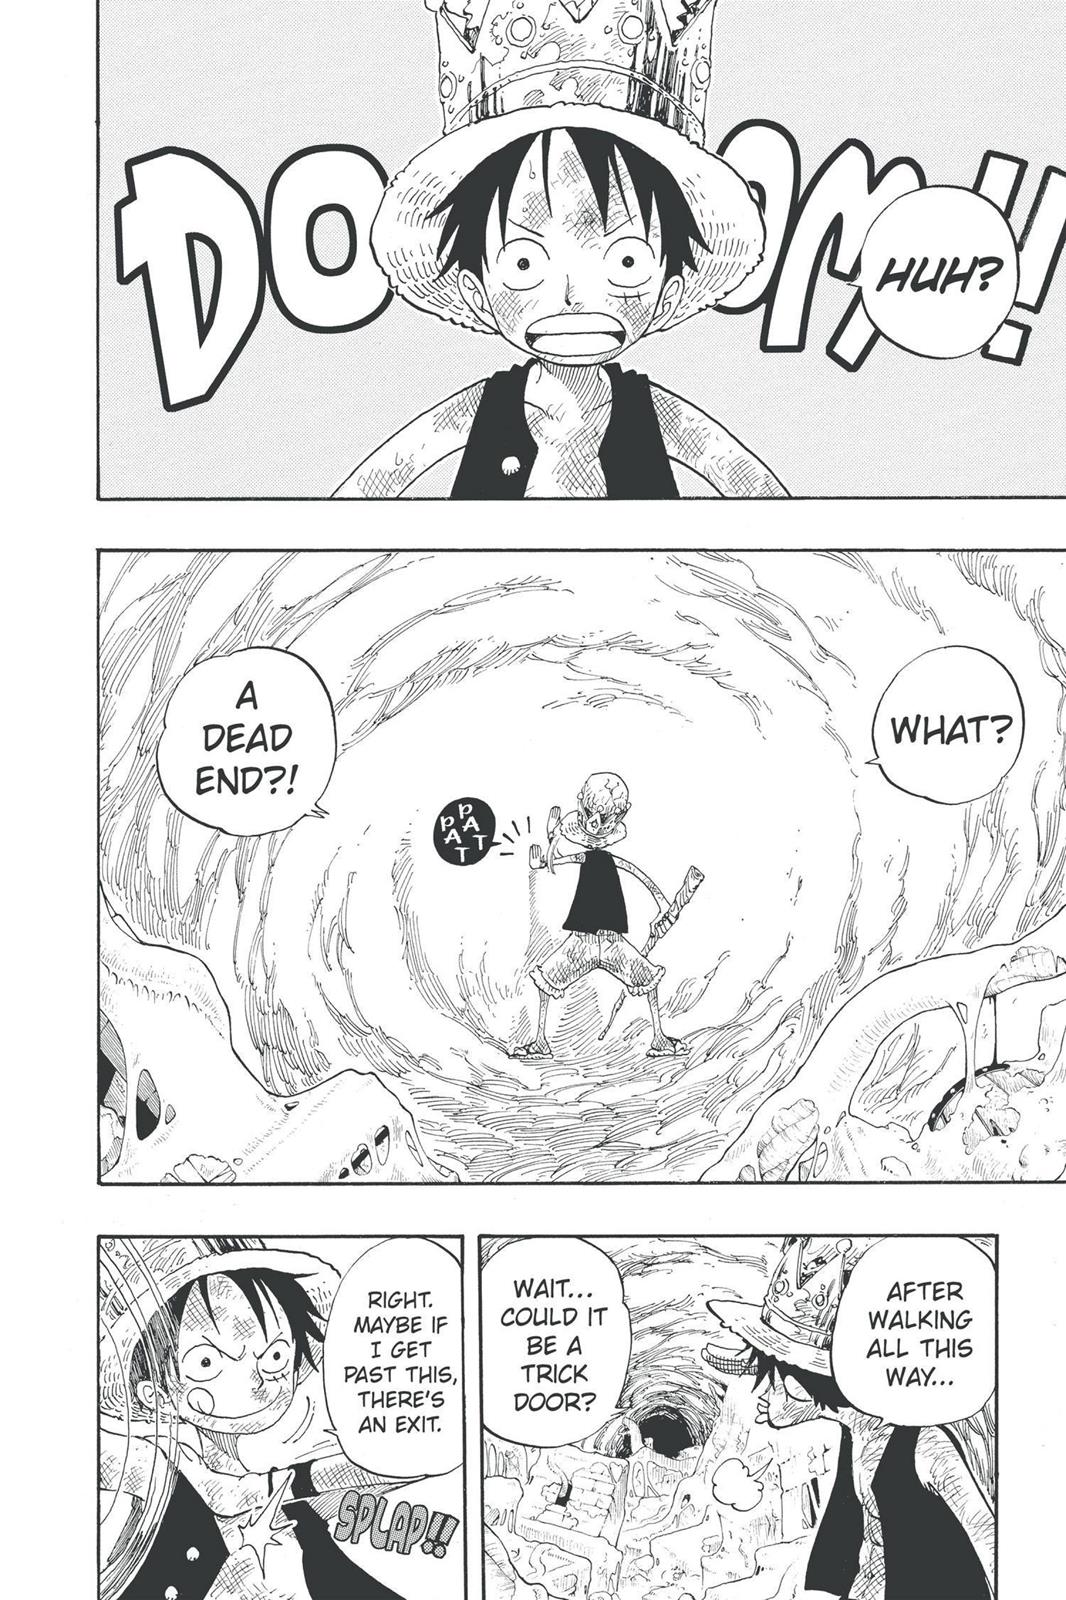 DOOOM!!
HUH?
WHAT?
A
DEAD
END?!
PAT
PAT
AFTER
WALKING
ALL THIS
WAY...
WAIT...
COULD IT
BE A
TRICK
DOOR?
RIGHT.
MAYBE IF
I GET
PAST THIS,
THERE'S
AN EXIT.
SPLAP!!